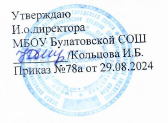 Утверждаю
И.о.директора
МБОУ Булатовской СОШ
/Кольцова И.Б.
Приказ №78а от 29.08.2024